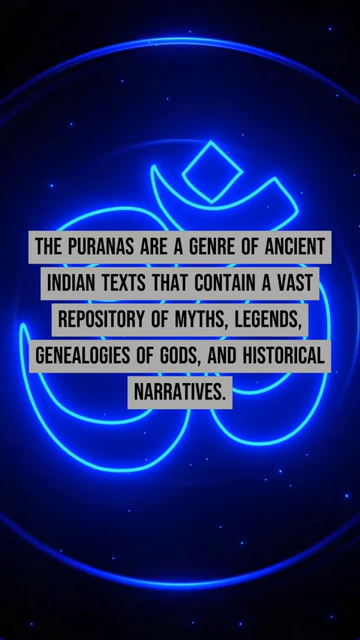 THE PURANAS ARE A GENRE OF ANCIENT
INDIAN TEXTS THAT CONTAIN A VAST
REPOSITORY OF MYTHS, LEGENDS,
GENEALOGIES OF GODS, AND HISTORICAL
NARRATIVES.